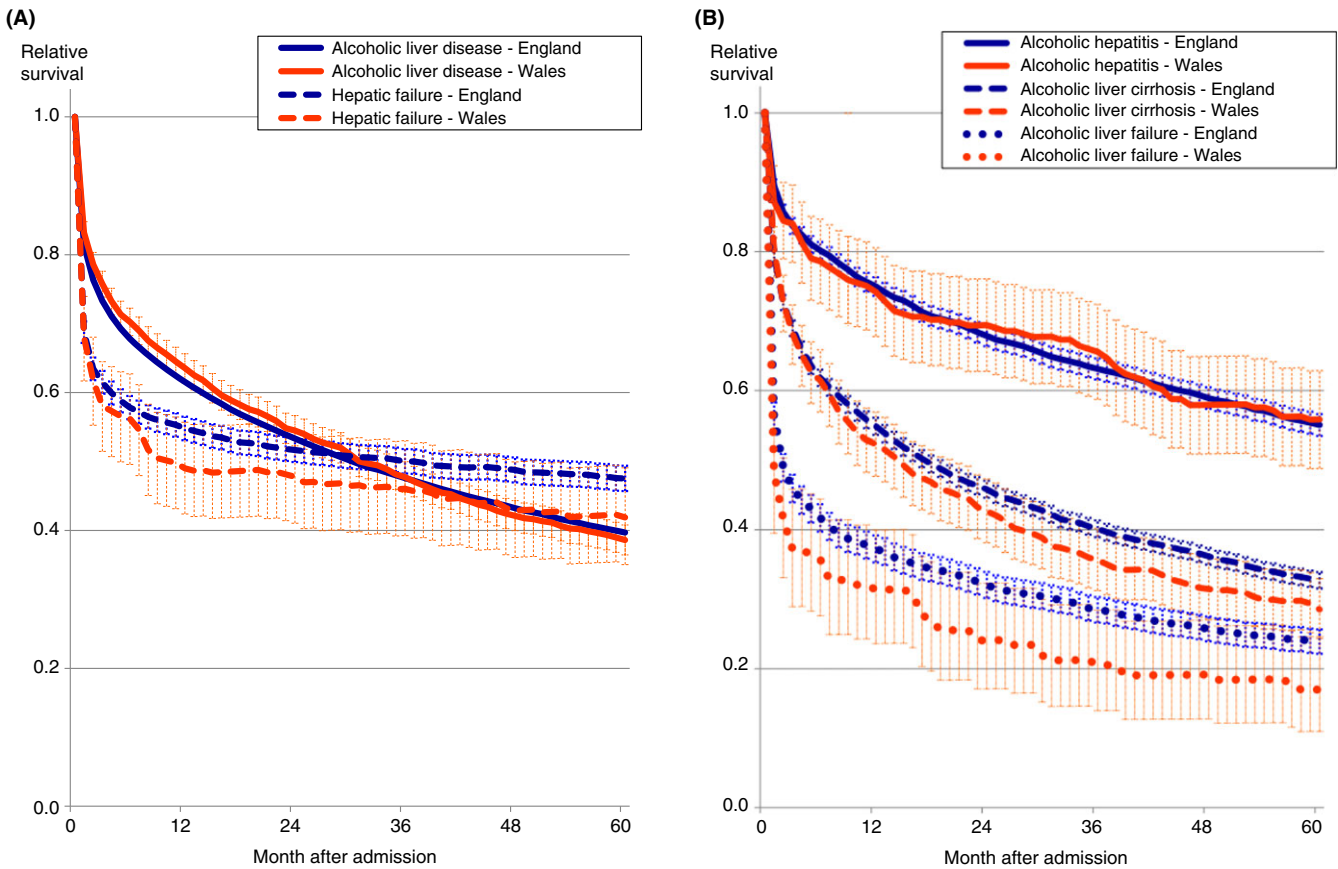 (A)
Relative
survival
Alcoholic liver disease - England
Alcoholic liver disease - Wales
Hepatic failure - England
Hepatic failure - Wales
1.0
0.8
0.6
0.4
0.2
0.0
0 12 24 36 48 60
Month after admission
(B)
Relative
survival
Alcoholic hepatitis - England
Alcoholic hepatitis - Wales
Alcoholic liver cirrhosis - England
Alcoholic liver cirrhosis - Wales
Alcoholic liver failure - England
Alcoholic liver failure - Wales
1.0
0.8
0.6
0.4
0.2
0.0
0 12 24 36 48 60
Month after admission